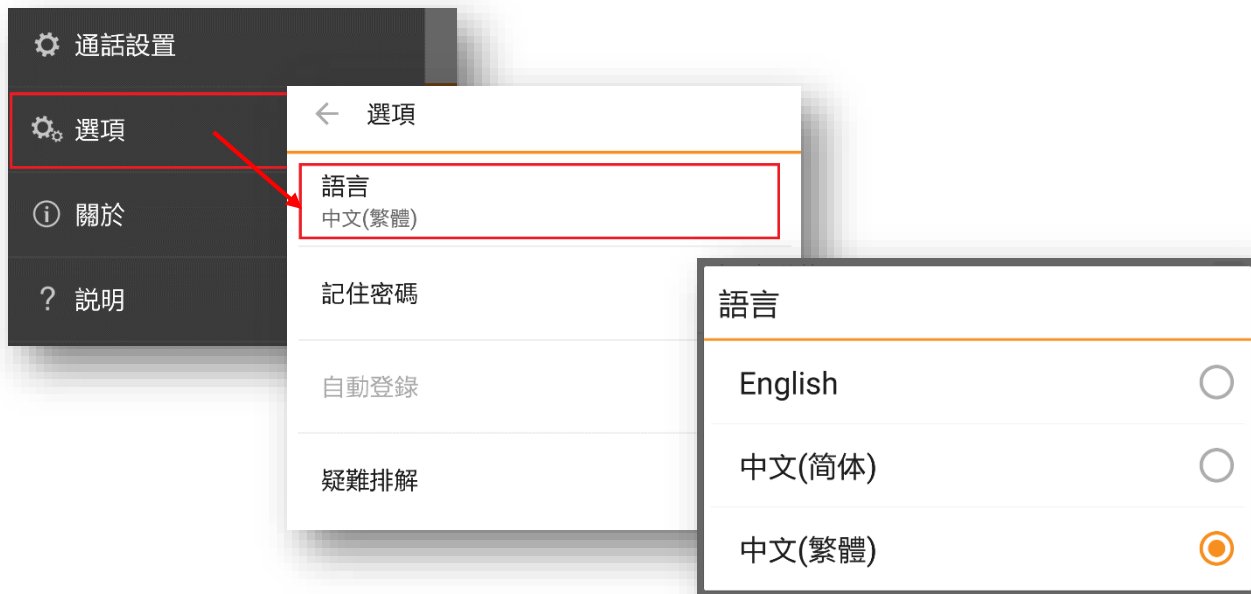 通話設置
選項
關於
? 説明
選項
語言
中文(繁體)
記住密碼
自動登錄
疑難排解
語言
English
中文(简体)
中文(繁體)